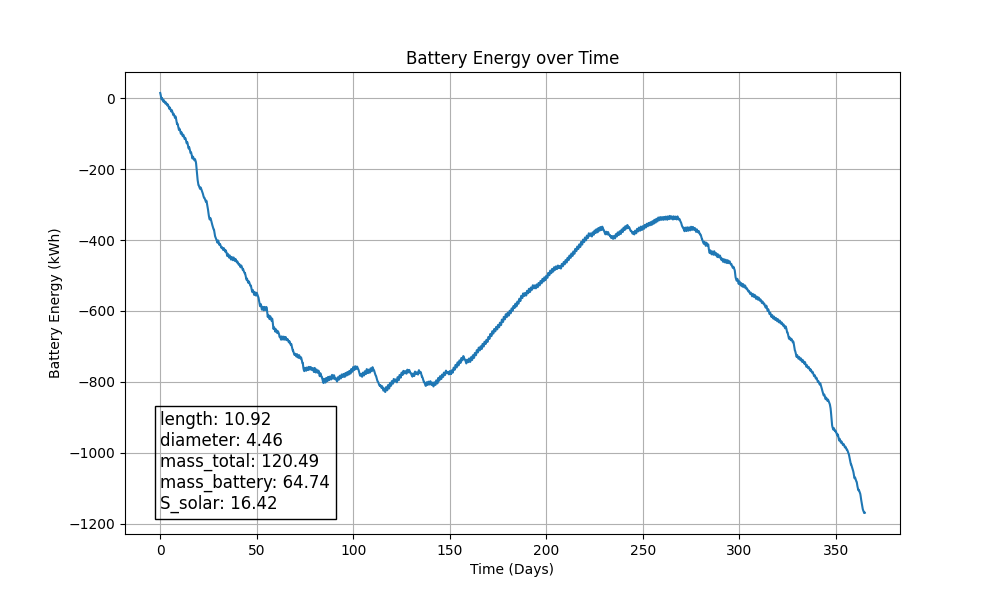 Battery Energy over Time
Battery Energy (kWh)
0
−200
−400
−600
−800
−1000
−1200
length: 10.92
diameter: 4.46
mass_total: 120.49
mass_battery: 64.74
S_solar: 16.42
0 50 100 150 200 250 300 350
Time (Days)